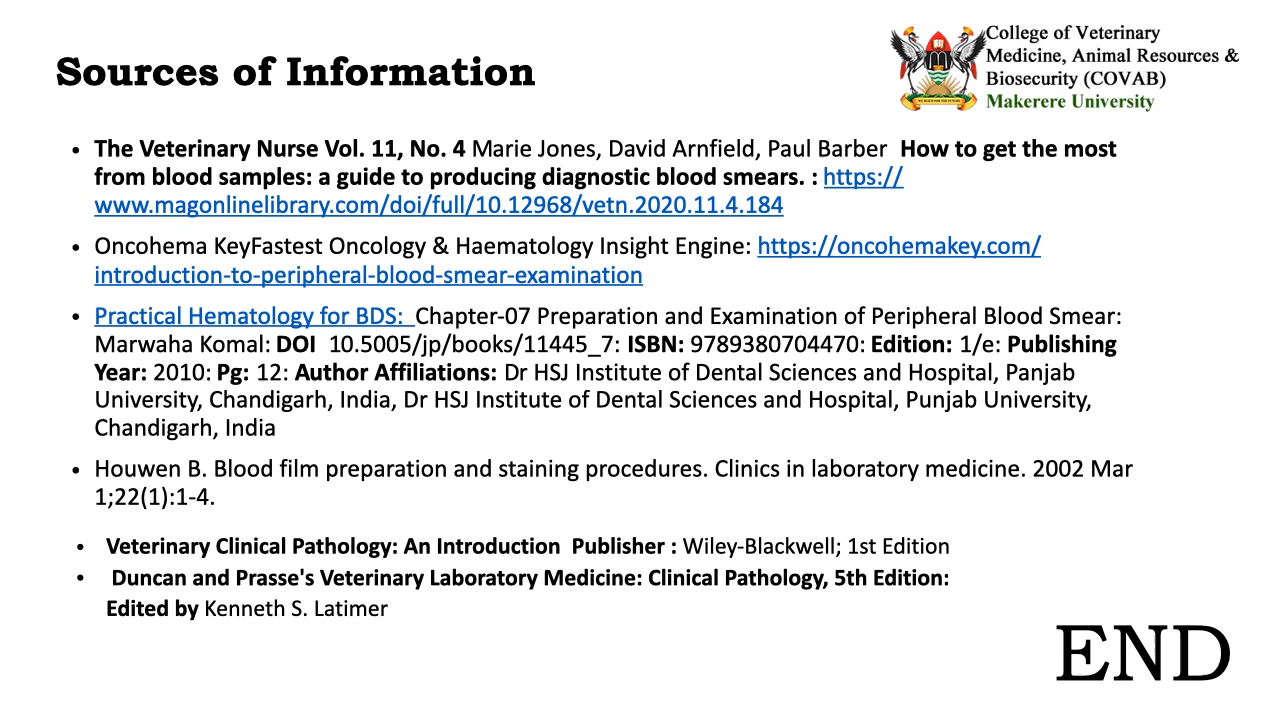 Sources of Information
College of Veterinary
Medicine, Animal Resources &
Biosecurity (COVAB)
Makerere University
• The Veterinary Nurse Vol. 11, No. 4 Marie Jones, David Arnfield, Paul Barber  How to get the most
from blood samples: a guide to producing diagnostic blood smears. : https://
www.magonlinelibrary.com/doi/full/10.12968/vetn.2020.11.4.184
• Oncohema KeyFastest Oncology & Haematology Insight Engine: https://oncohemakey.com/
introduction-to-peripheral-blood-smear-examination
• Practical Hematology for BDS:  Chapter-07 Preparation and Examination of Peripheral Blood Smear:
Marwaha Komal: DOI  10.5005/jp/books/11445_7: ISBN: 9789380704470: Edition: 1/e: Publishing
Year: 2010: Pg: 12: Author Affiliations: Dr HSJ Institute of Dental Sciences and Hospital, Panjab
University, Chandigarh, India, Dr HSJ Institute of Dental Sciences and Hospital, Punjab University,
Chandigarh, India
• Houwen B. Blood film preparation and staining procedures. Clinics in laboratory medicine. 2002 Mar
1;22(1):1-4.
• Veterinary Clinical Pathology: An Introduction  Publisher : Wiley-Blackwell; 1st Edition
• Duncan and Prasse's Veterinary Laboratory Medicine: Clinical Pathology, 5th Edition:
Edited by Kenneth S. Latimer
END